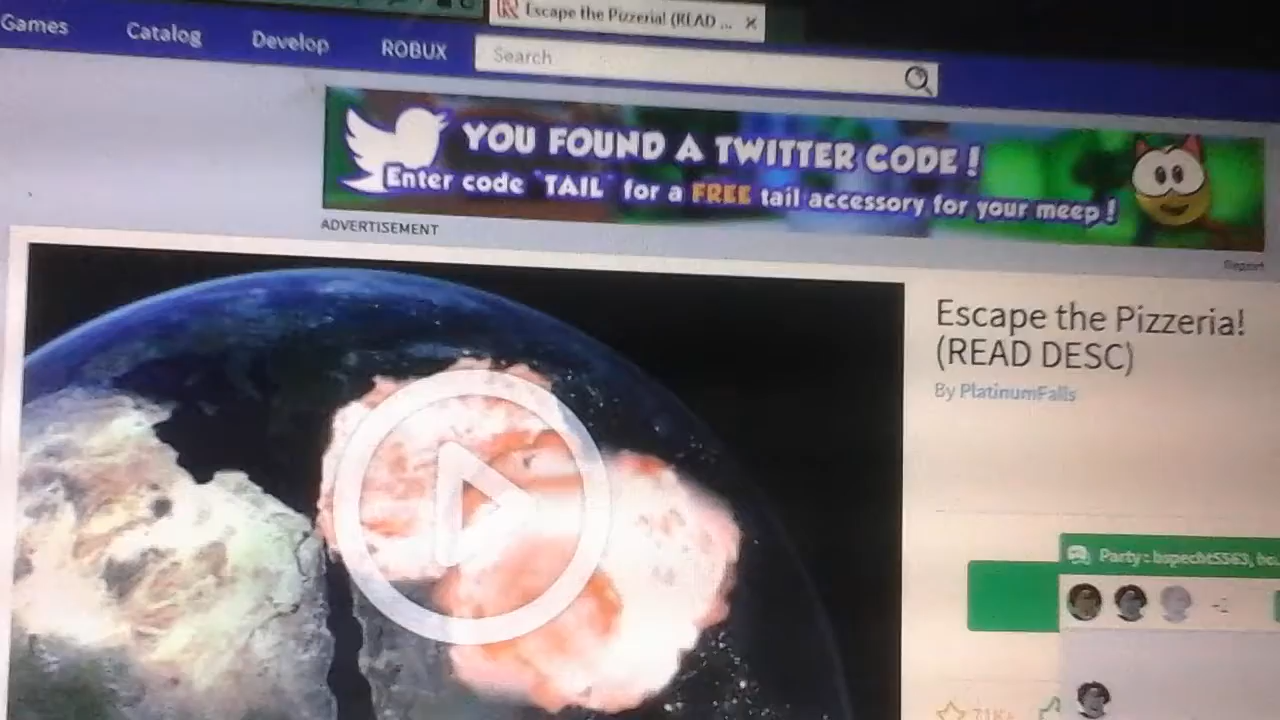 Escape the Pizzeria! (READ ...
Games
Catalog
Develop
ROBUX
Search
YOU FOUND A TWITTER CODE!
Enter code "TAIL" for a FREE tail accessory for your meep!
ADVERTISEMENT
Report
Escape the Pizzeria!
(READ DESC)
By PlatinumFalls
Party: